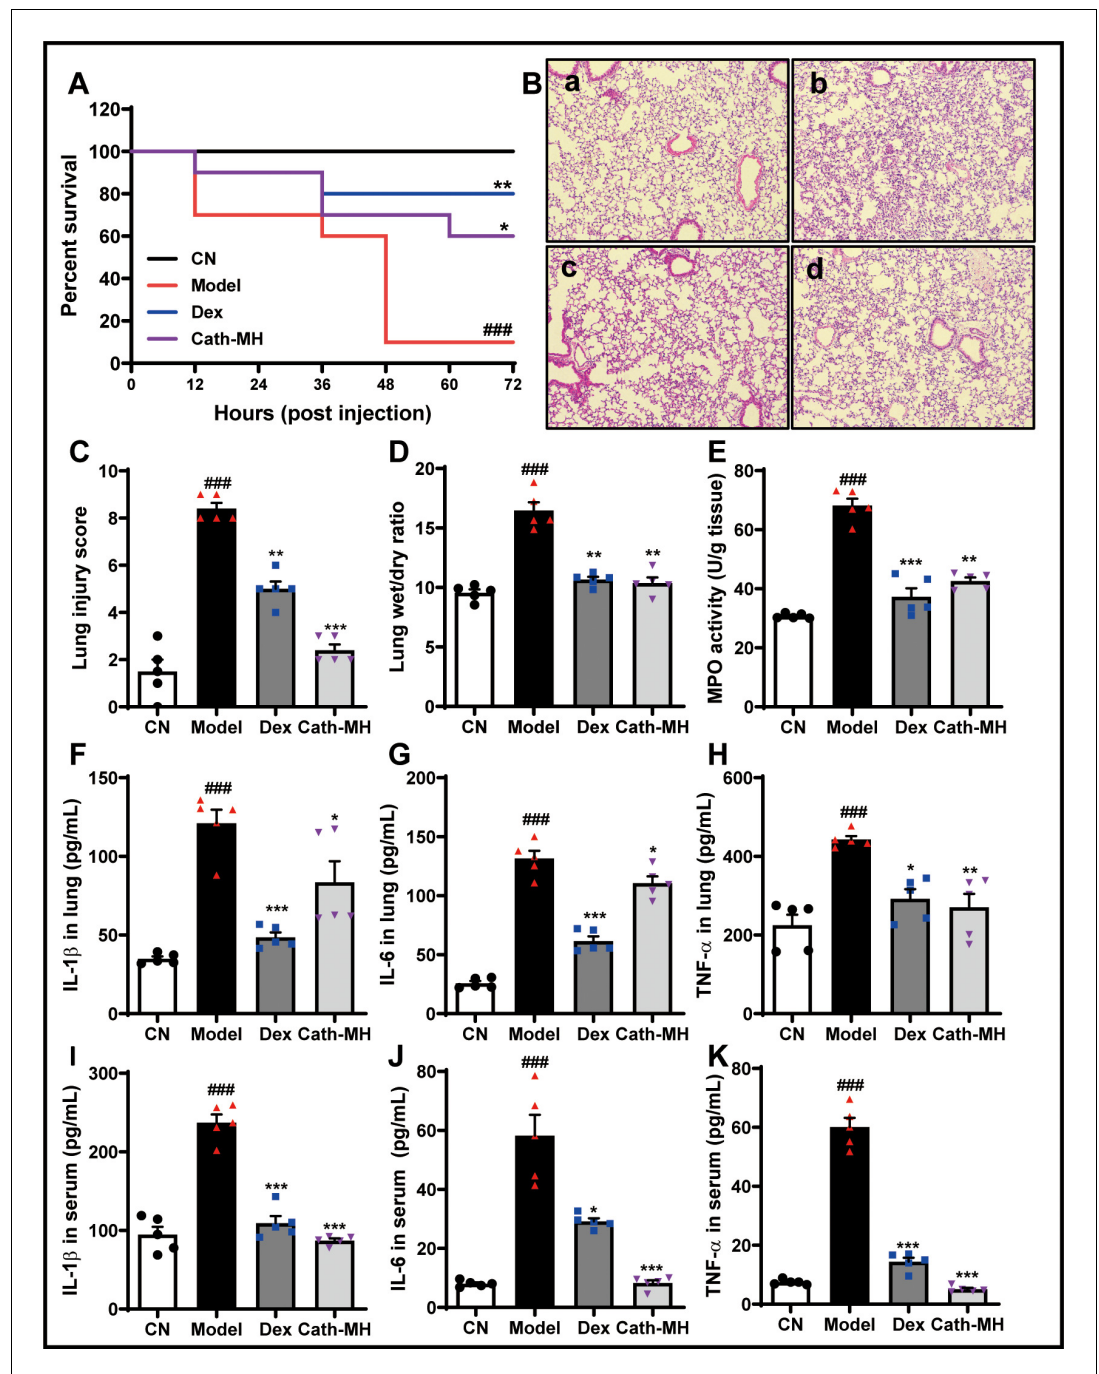 A
120
100
80
60
40
20
0
Percent survival
**
*
###
CN
Model
Dex
Cath-MH
0 12 24 36 48 60 72
Hours (post injection)
B
a
b
c
d
C
10
8
6
4
2
0
Lung injury score
###
**
***
CN Model Dex Cath-MH
D
20
15
10
5
0
Lung wet/dry ratio
###
**
**
CN Model Dex Cath-MH
E
80
60
40
20
0
MPO activity (U/g tissue)
###
***
**
CN Model Dex Cath-MH
F
150
100
50
0
IL-1β in lung (pg/mL)
###
***
*
CN Model Dex Cath-MH
G
200
150
100
50
0
IL-6 in lung (pg/mL)
###
***
*
CN Model Dex Cath-MH
H
600
400
200
0
TNF-α in lung (pg/mL)
###
*
**
CN Model Dex Cath-MH
I
300
200
100
0
IL-1β in serum (pg/mL)
###
***
***
CN Model Dex Cath-MH
J
80
60
40
20
0
IL-6 in serum (pg/mL)
###
*
***
CN Model Dex Cath-MH
K
80
60
40
20
0
TNF-α in serum (pg/mL)
###
***
***
CN Model Dex Cath-MH